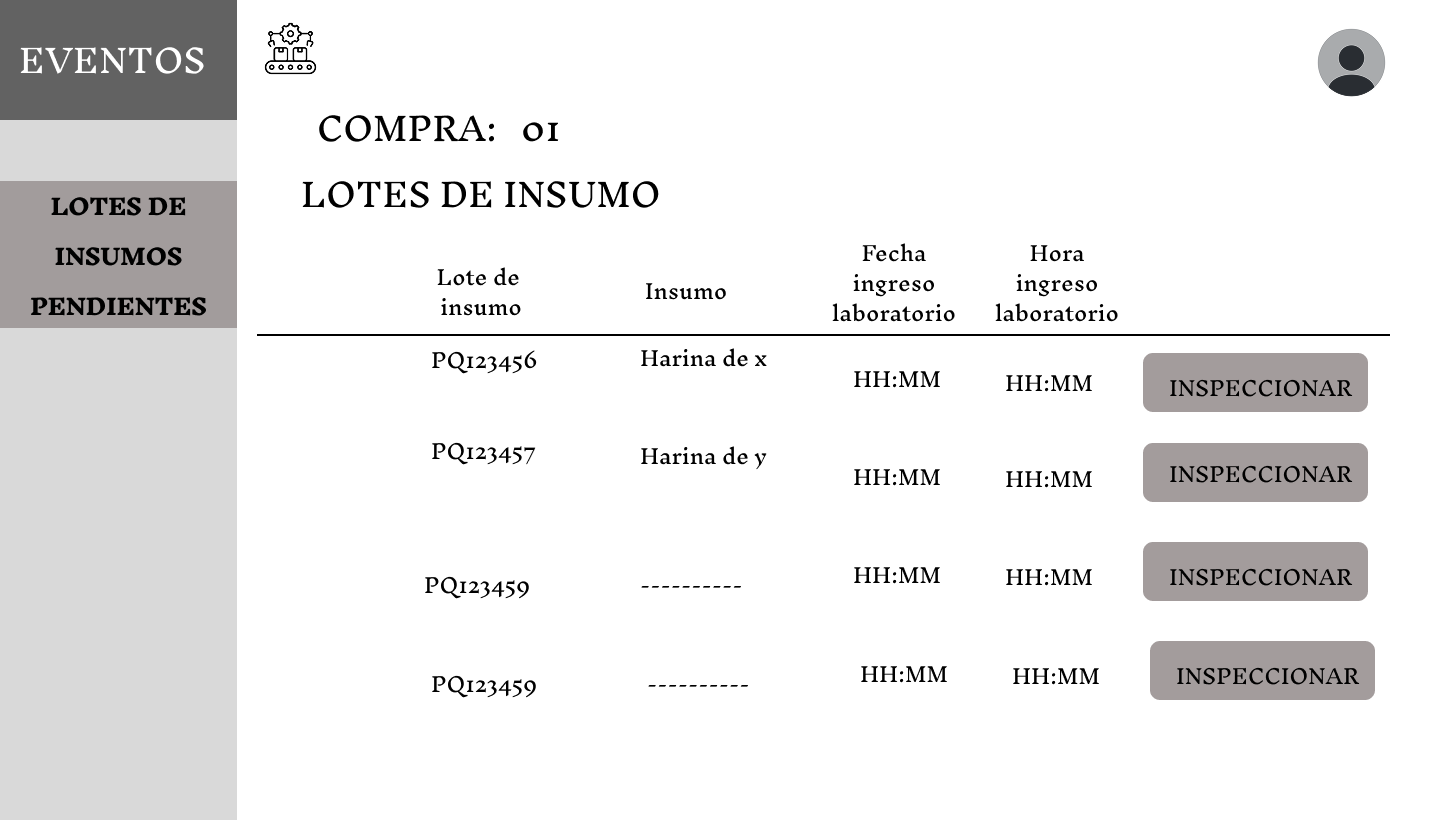 EVENTOS
LOTES DE
INSUMOS
PENDIENTES
COMPRA: 01
LOTES DE INSUMO
Lote de
insumo
Insumo
Fecha
ingreso
laboratorio
Hora
ingreso
laboratorio
PQ123456 Harina de x HH:MM HH:MM INSPECCIONAR
PQ123457 Harina de y HH:MM HH:MM INSPECCIONAR
PQ123459 ---------- HH:MM HH:MM INSPECCIONAR
PQ123459 ---------- HH:MM HH:MM INSPECCIONAR